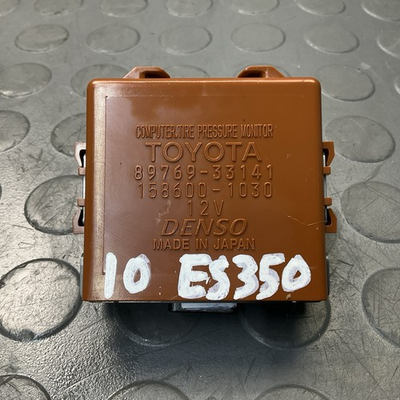 COMPUTER,TIRE PRESSURE MONITOR
TOYOTA
89769-33141
158600-1030
12V
DENSO
MADE IN JAPAN
10 ES350